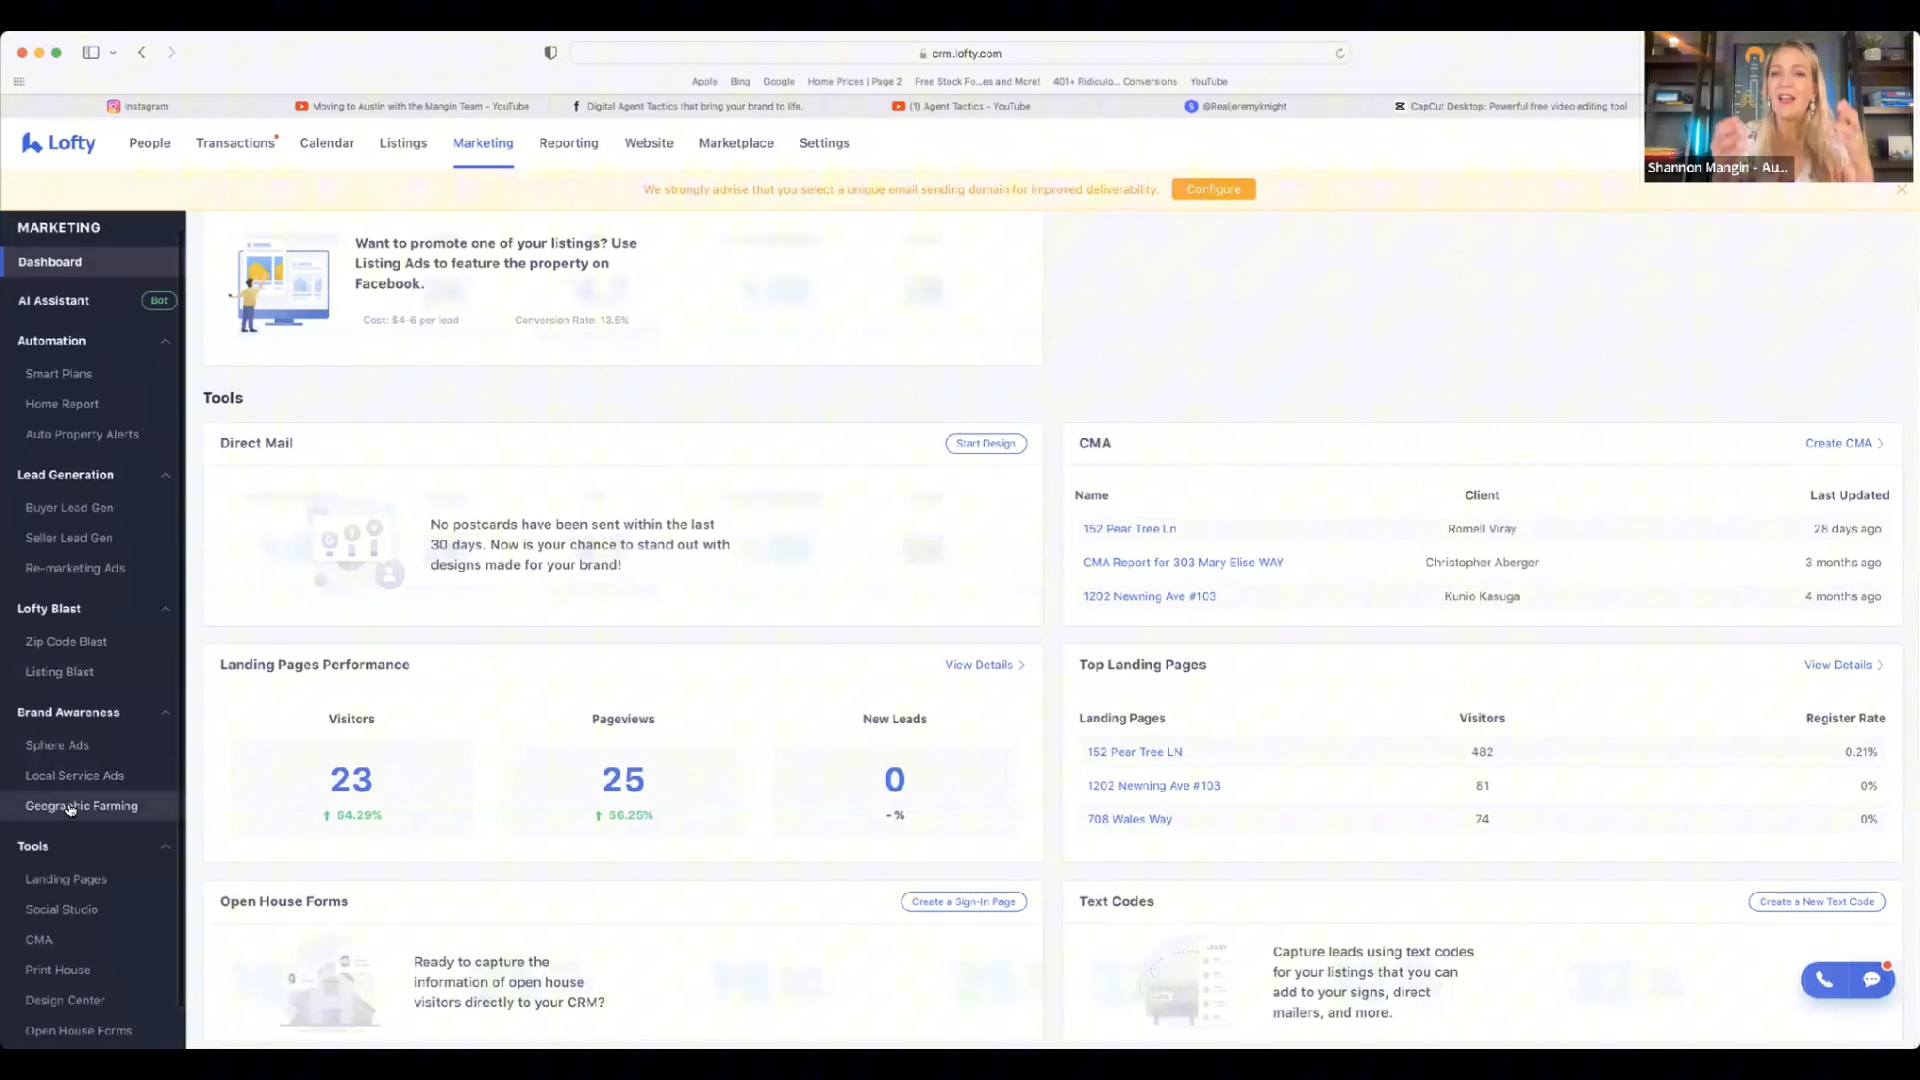 crm.lofty.com
Apple Bing Google Home Prices | Page 2 Free Stock Fo...es and More! 401+ Ridiculo... Conversions YouTube
Instagram Moving to Austin with the Mangin Team - YouTube Digital Agent Tactics that bring your brand to life. (1) Agent Tactics - YouTube @Realjeremyknight CapCut Desktop: Powerful free video editing tool
Lofty People Transactions Calendar Listings Marketing Reporting Website Marketplace Settings
Shannon Mangin - Au...
We strongly advise that you select a unique email sending domain for improved deliverability. Configure
MARKETING
Dashboard
AI Assistant Bot
Automation
Smart Plans
Home Report
Auto Property Alerts
Lead Generation
Buyer Lead Gen
Seller Lead Gen
Re-marketing Ads
Lofty Blast
Zip Code Blast
Listing Blast
Brand Awareness
Sphere Ads
Local Service Ads
Geographic Farming
Tools
Landing Pages
Social Studio
CMA
Print House
Design Center
Open House Forms
Want to promote one of your listings? Use
Listing Ads to feature the property on
Facebook.
Cost: $4-6 per lead Conversion Rate: 13.5%
Tools
Direct Mail Start Design
No postcards have been sent within the last
30 days. Now is your chance to stand out with
designs made for your brand!
CMA Create CMA
Name Client Last Updated
152 Pear Tree Ln Romell Viray 28 days ago
CMA Report for 303 Mary Elise WAY Christopher Aberger 3 months ago
1202 Newning Ave #103 Kunio Kasuga 4 months ago
Landing Pages Performance View Details
Visitors Pageviews New Leads
23 25 0
64.29% 56.25% - %
Top Landing Pages View Details
Landing Pages Visitors Register Rate
152 Pear Tree LN 482 0.21%
1202 Newning Ave #103 81 0%
708 Wales Way 74 0%
Open House Forms Create a Sign-In Page
Ready to capture the
information of open house
visitors directly to your CRM?
Text Codes Create a New Text Code
Capture leads using text codes
for your listings that you can
add to your signs, direct
mailers, and more.